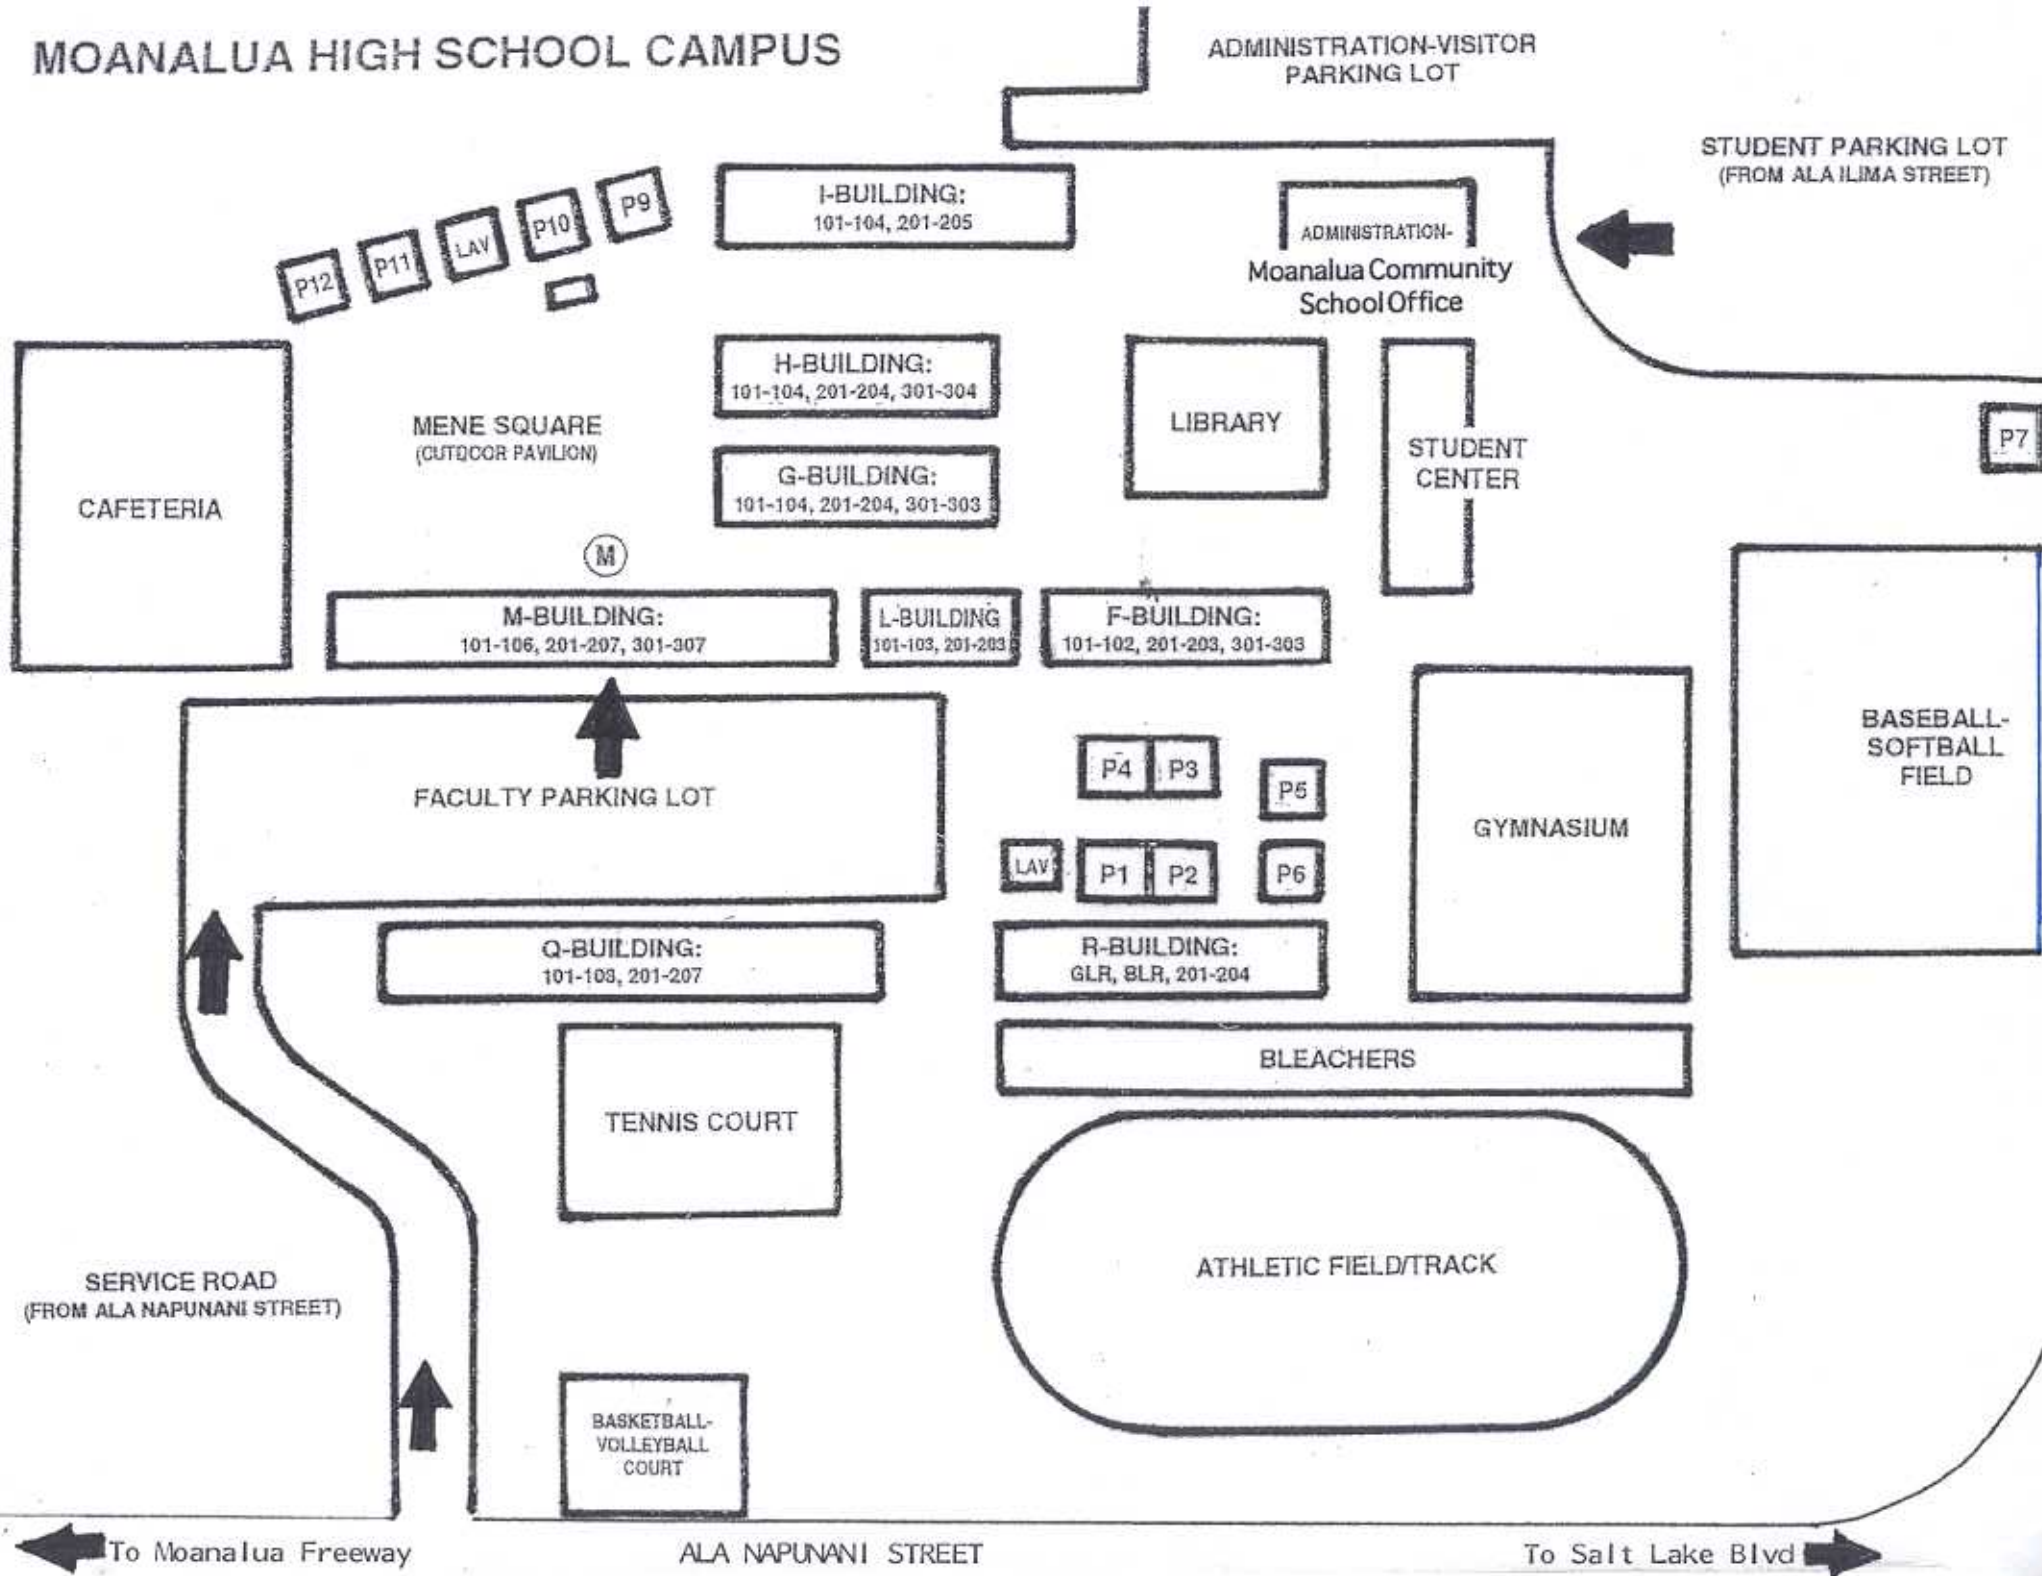 MOANALUA HIGH SCHOOL CAMPUS
ADMINISTRATION-VISITOR
PARKING LOT
STUDENT PARKING LOT
(FROM ALA ILIMA STREET)
I-BUILDING:
101-104, 201-205
P9
P10
LAV
P11
P12
ADMINISTRATION-
Moanalua Community
School Office
H-BUILDING:
101-104, 201-204, 301-304
LIBRARY
STUDENT
CENTER
P7
MENE SQUARE
(OUTDOOR PAVILION)
G-BUILDING:
101-104, 201-204, 301-303
CAFETERIA
M
M-BUILDING:
101-106, 201-207, 301-307
L-BUILDING
101-103, 201-203
F-BUILDING:
101-102, 201-203, 301-303
BASEBALL-
SOFTBALL
FIELD
FACULTY PARKING LOT
P4
P3
P5
GYMNASIUM
LAV
P1
P2
P6
Q-BUILDING:
101-103, 201-207
R-BUILDING:
GLR, BLR, 201-204
BLEACHERS
TENNIS COURT
ATHLETIC FIELD/TRACK
SERVICE ROAD
(FROM ALA NAPUNANI STREET)
BASKETBALL-
VOLLEYBALL
COURT
To Moanalua Freeway
ALA NAPUNANI STREET
To Salt Lake Blvd